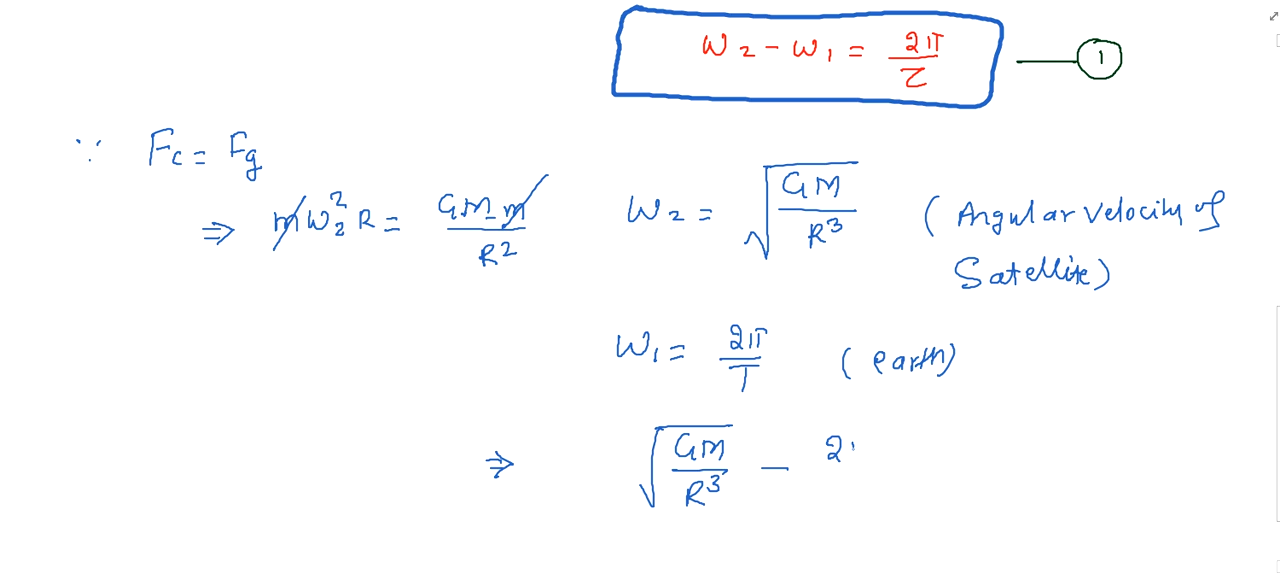 ω₂ - ω₁ = 2π/τ ①
∵ Fc = Fg
⇒ mω₂²R = GMm/R² ω₂ = √(GM/R³) (Angular velocity of
Satellite)
ω₁ = 2π/T (earth)
⇒ √(GM/R³) - 2